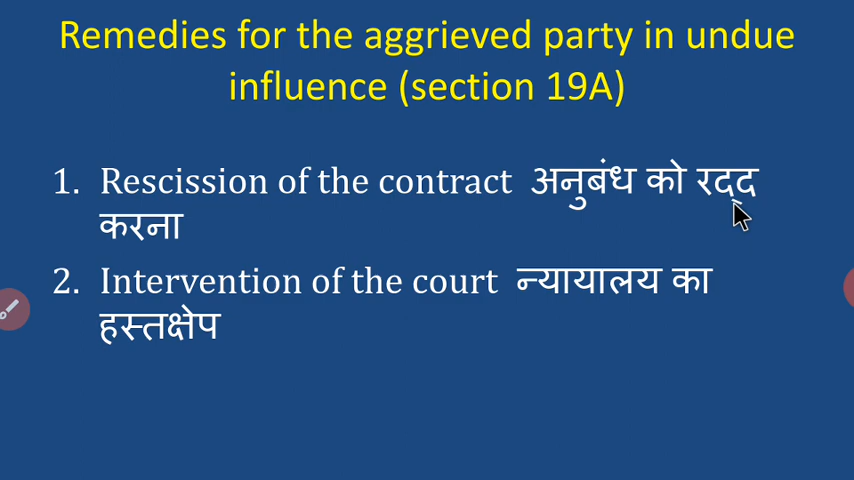 Remedies for the aggrieved party in undue
influence (section 19A)
1. Rescission of the contract अनुबंध को रद्द
करना
2. Intervention of the court न्यायालय का
हस्तक्षेप